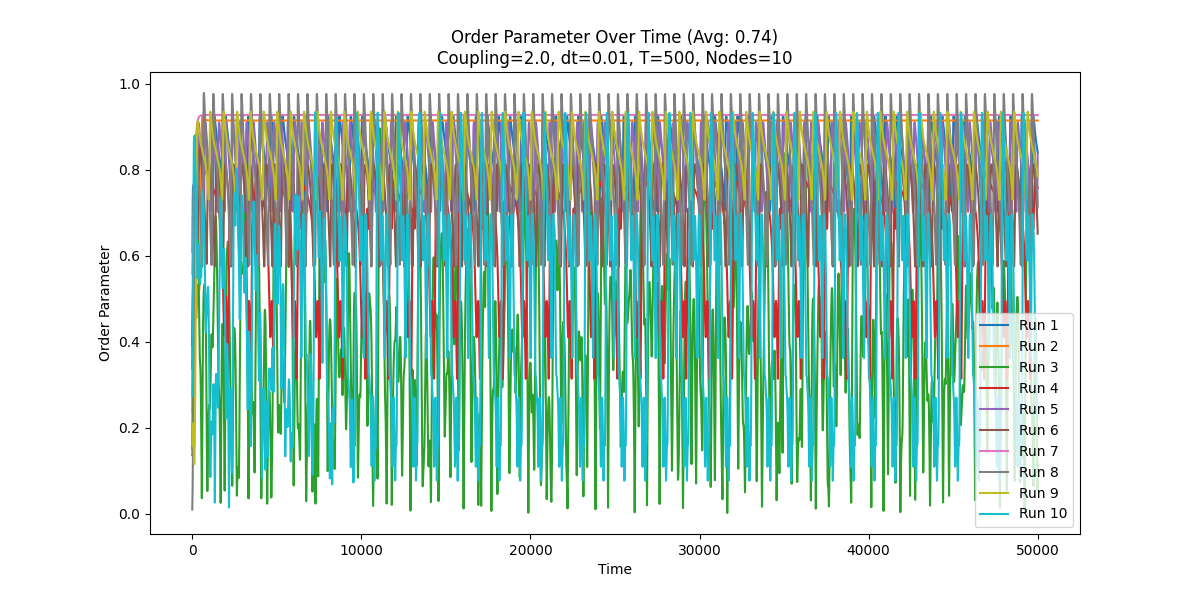 Order Parameter Over Time (Avg: 0.74)
Coupling=2.0, dt=0.01, T=500, Nodes=10
1.0
0.8
0.6
0.4
0.2
0.0
Order Parameter
0
10000
20000
30000
40000
50000
Time
Run 1
Run 2
Run 3
Run 4
Run 5
Run 6
Run 7
Run 8
Run 9
Run 10